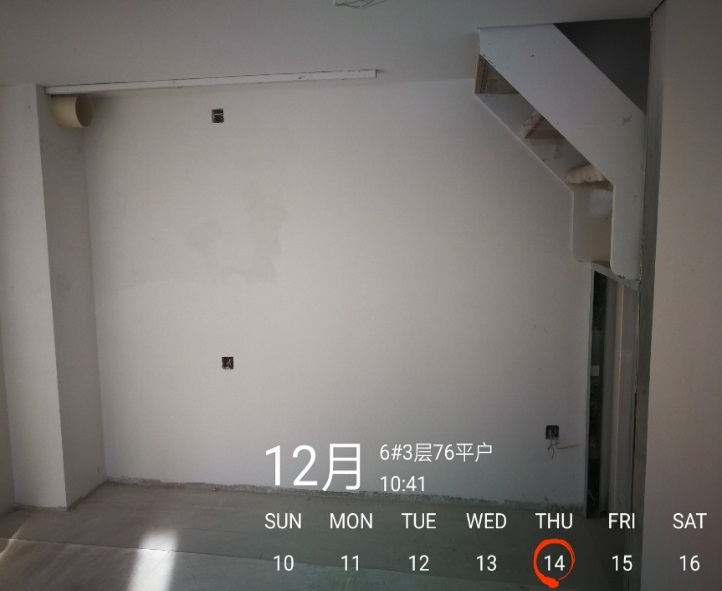 12月
6#3层76平户
10:41
SUN MON TUE WED THU FRI SAT
10 11 12 13 14 15 16